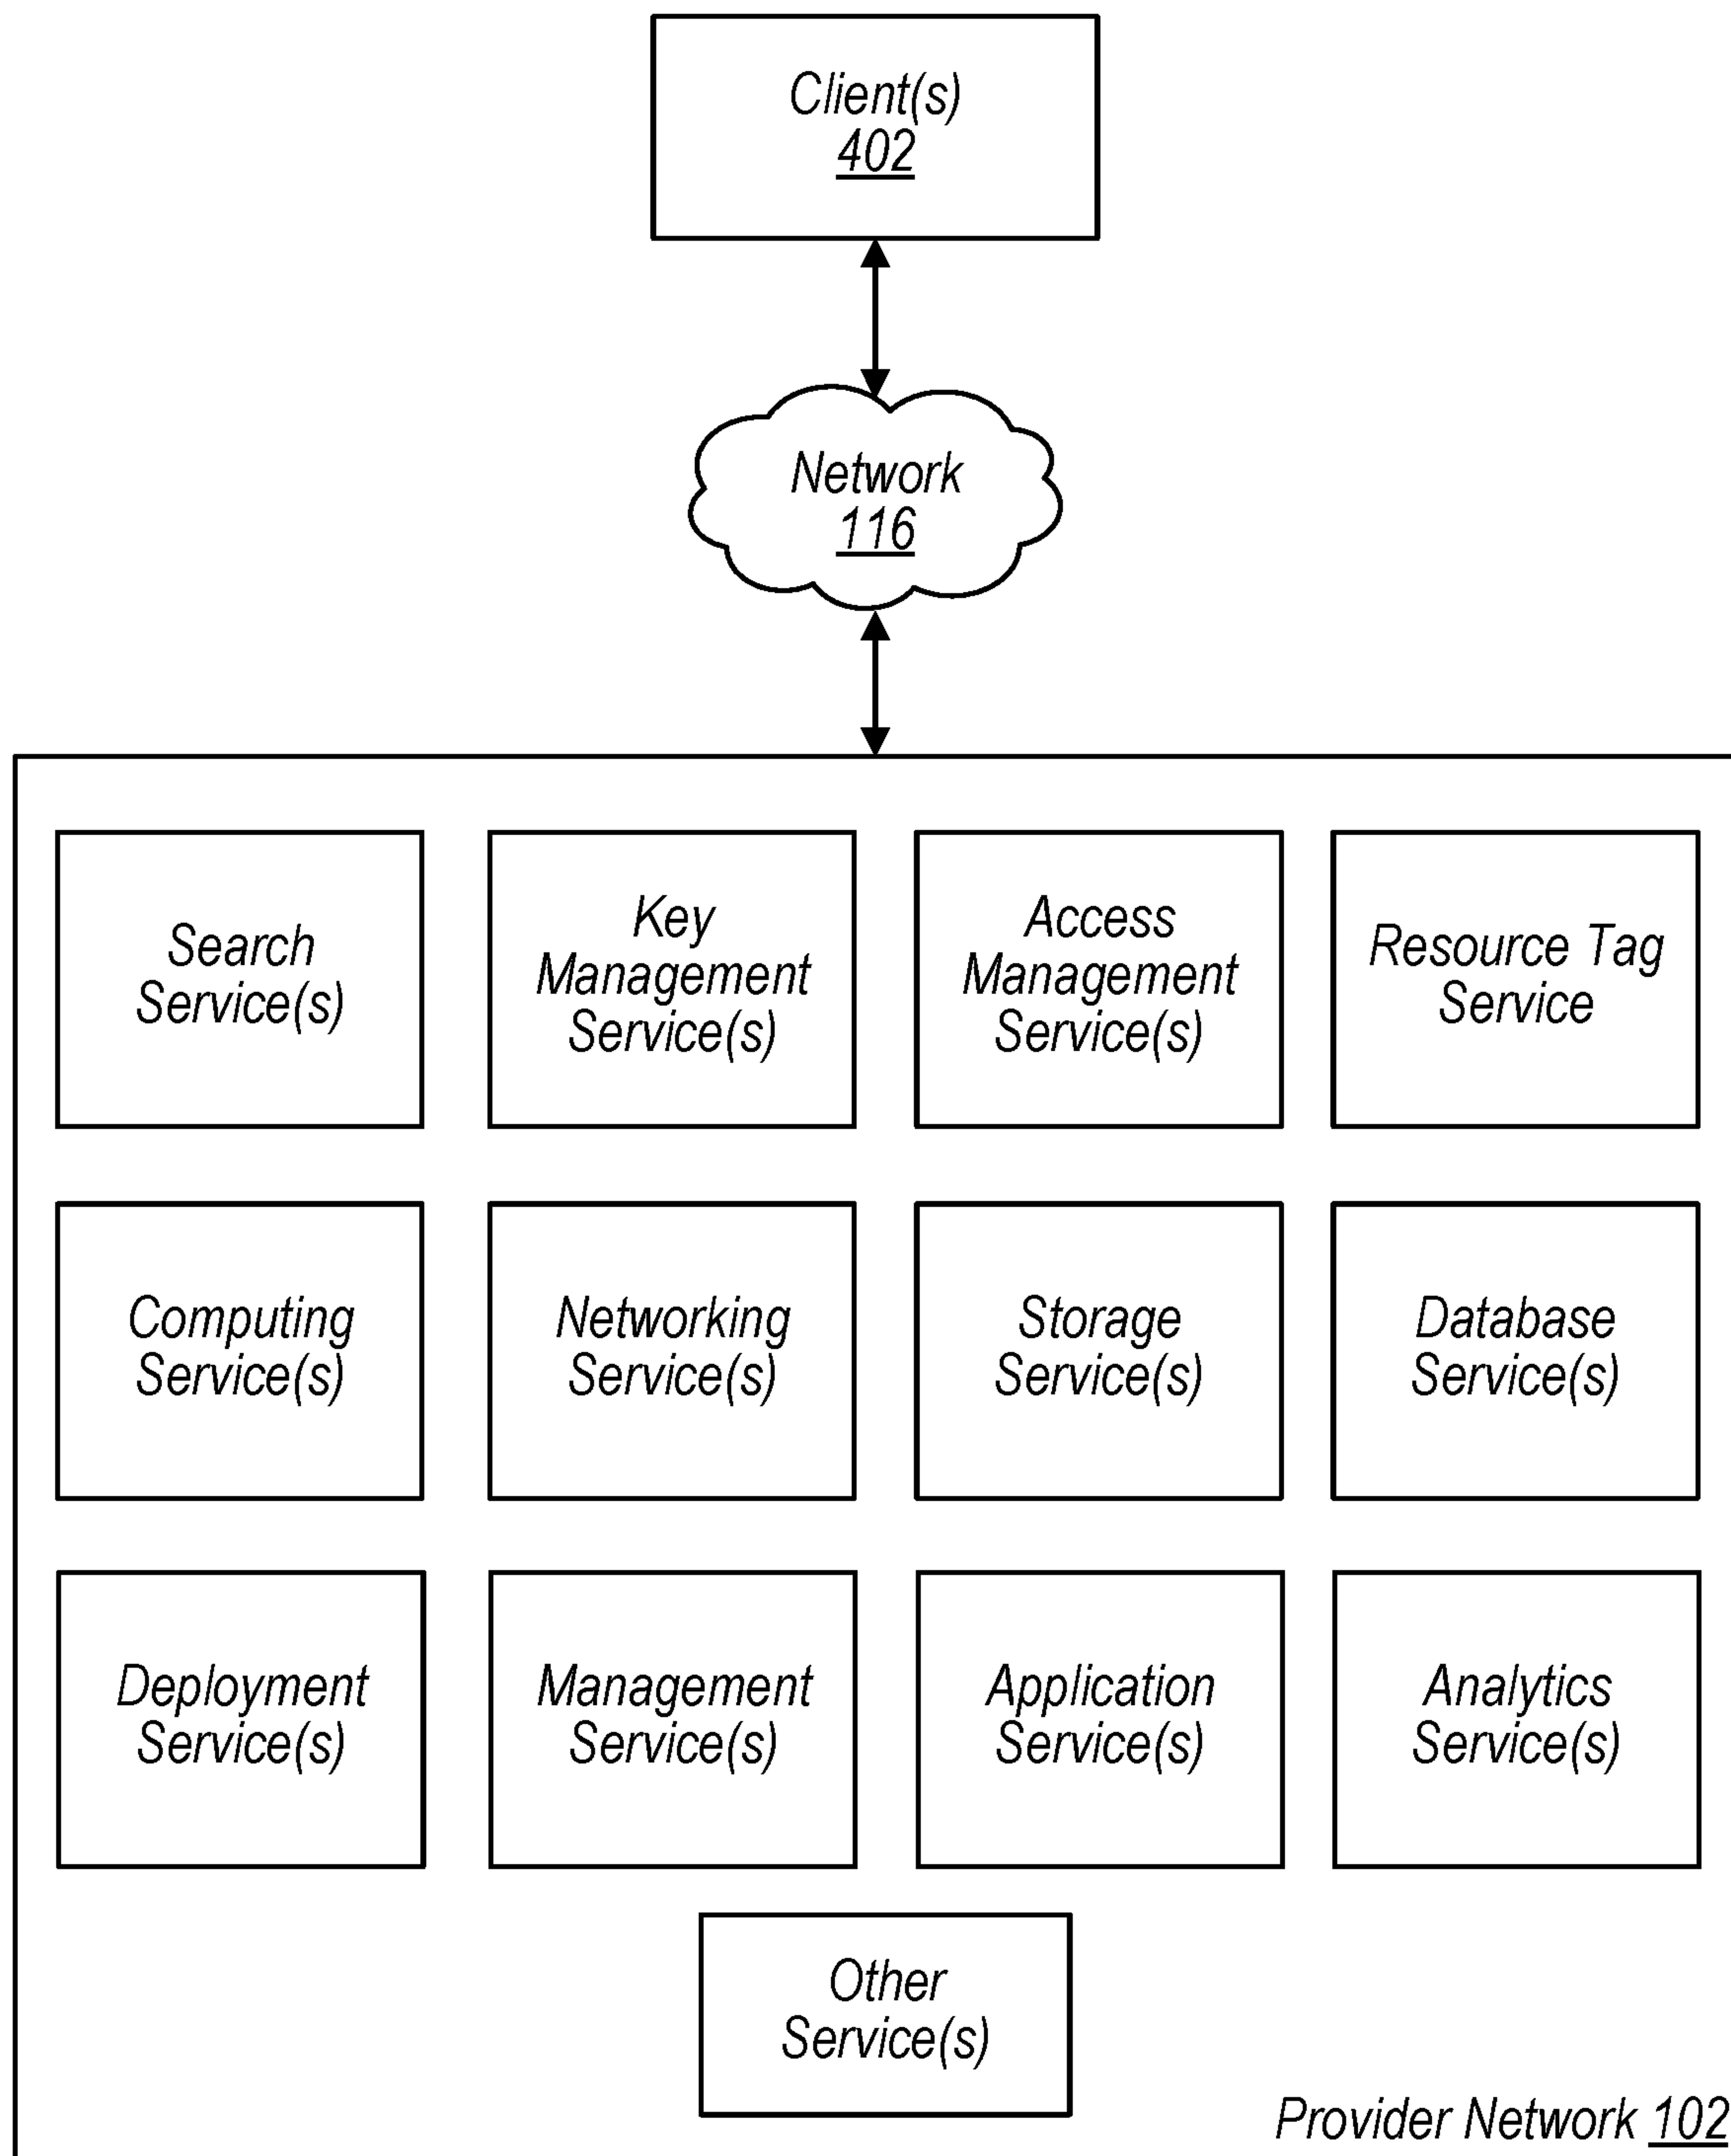 Client(s)
402
Network
116
Search
Service(s)
Key
Management
Service(s)
Access
Management
Service(s)
Resource Tag
Service
Computing
Service(s)
Networking
Service(s)
Storage
Service(s)
Database
Service(s)
Deployment
Service(s)
Management
Service(s)
Application
Service(s)
Analytics
Service(s)
Other
Service(s)
Provider Network 102